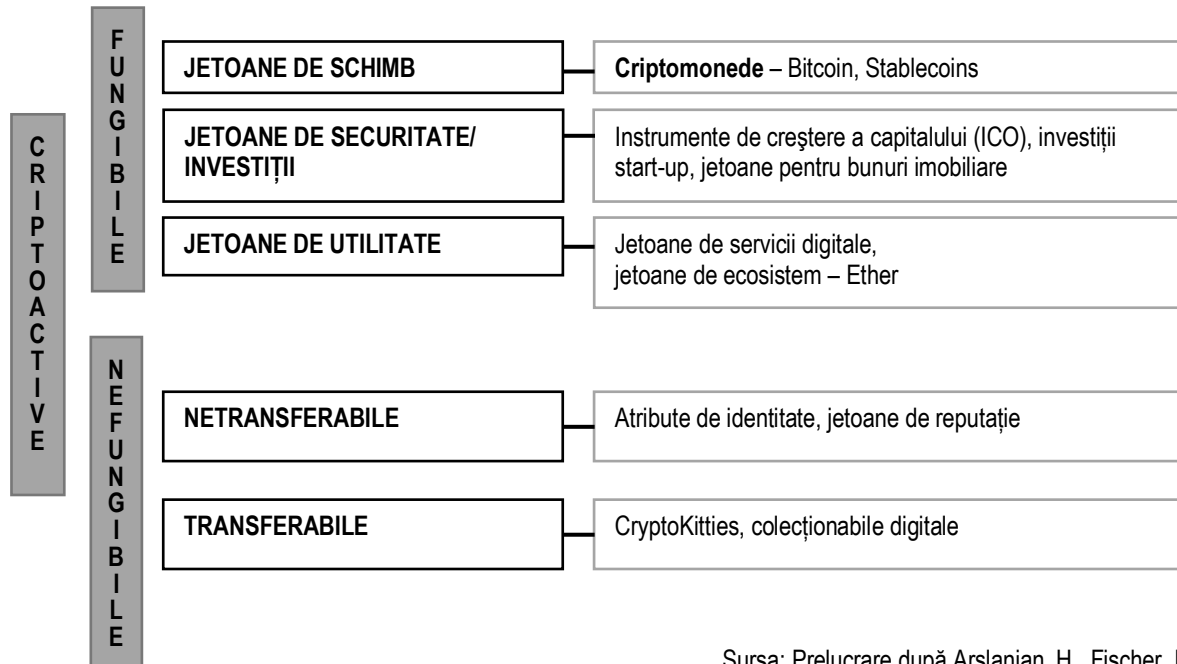 CRIPTOACTIVE
FUNGIBILE
JETOANE DE SCHIMB
Criptomonede – Bitcoin, Stablecoins
JETOANE DE SECURITATE/
INVESTIȚII
Instrumente de creştere a capitalului (ICO), investiții
start-up, jetoane pentru bunuri imobiliare
JETOANE DE UTILITATE
Jetoane de servicii digitale,
jetoane de ecosistem – Ether
NEFUNGIBILE
NETRANSFERABILE
Atribute de identitate, jetoane de reputație
TRANSFERABILE
CryptoKitties, colecționabile digitale
Sursa: Prelucrare după Arslanian, H., Fischer,